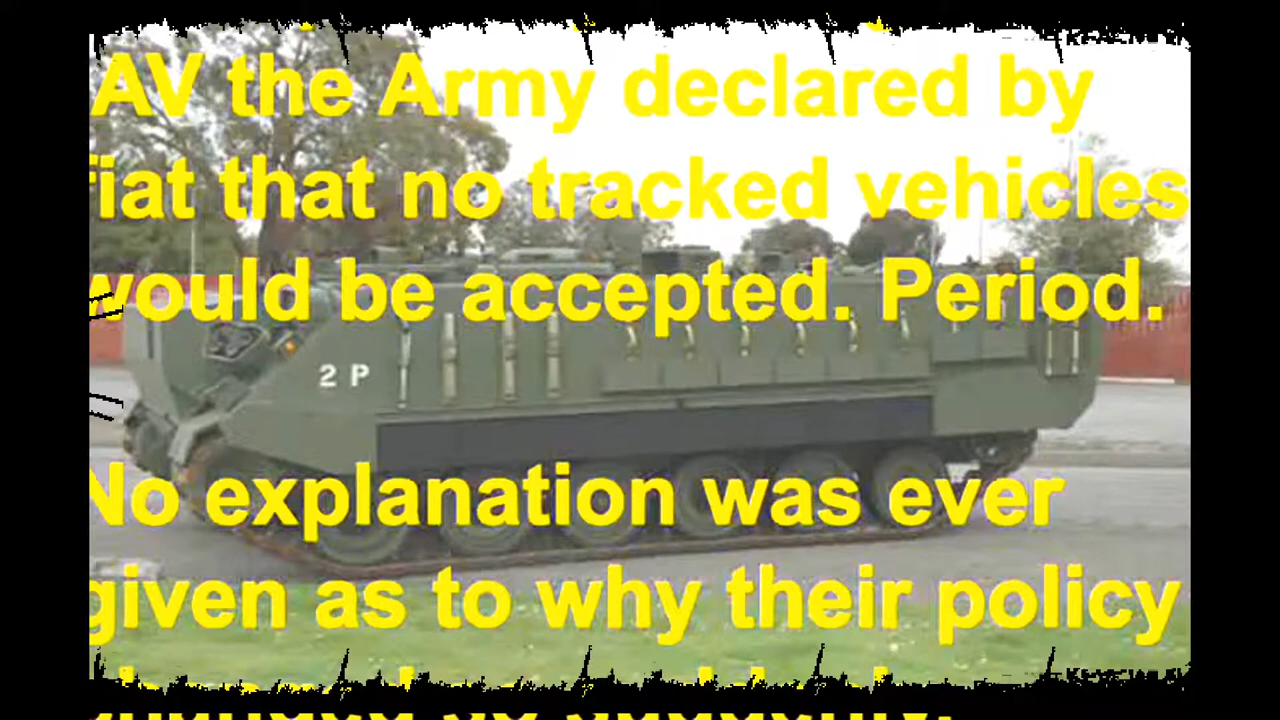 AV the Army declared by
fiat that no tracked vehicles
would be accepted. Period.
2 P
No explanation was ever
given as to why their policy